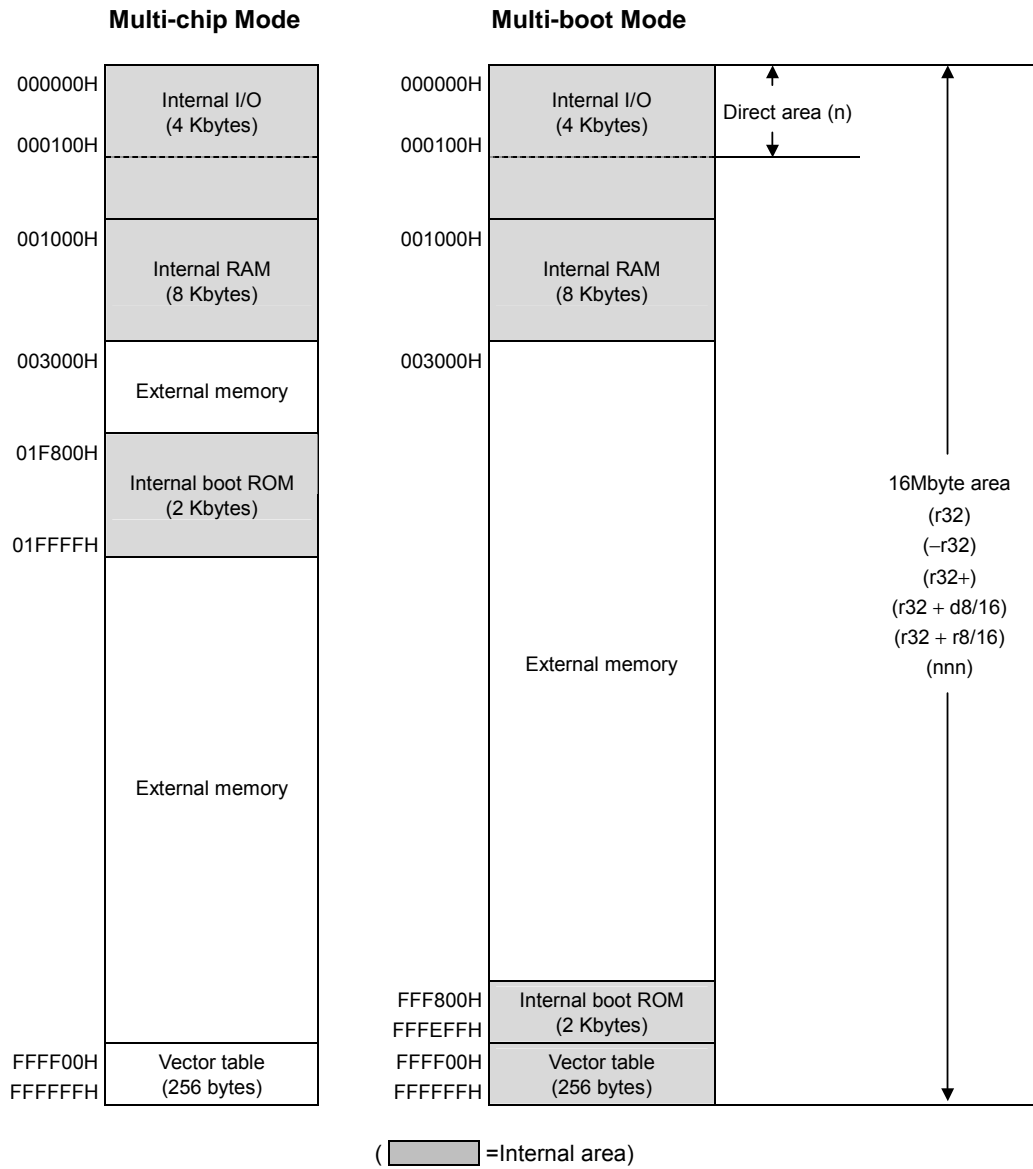 Multi-chip Mode
000000H
Internal I/O
(4 Kbytes)
000100H
001000H
Internal RAM
(8 Kbytes)
003000H
External memory
01F800H
Internal boot ROM
(2 Kbytes)
01FFFFH
External memory
FFFF00H
Vector table
FFFFFFH
(256 bytes)
Multi-boot Mode
000000H
Internal I/O
(4 Kbytes)
000100H
Direct area (n)
001000H
Internal RAM
(8 Kbytes)
003000H
External memory
FFF800H
Internal boot ROM
FFFEFFH
(2 Kbytes)
FFFF00H
Vector table
FFFFFFH
(256 bytes)
16Mbyte area
(r32)
(−r32)
(r32+)
(r32 + d8/16)
(r32 + r8/16)
(nnn)
( =Internal area)